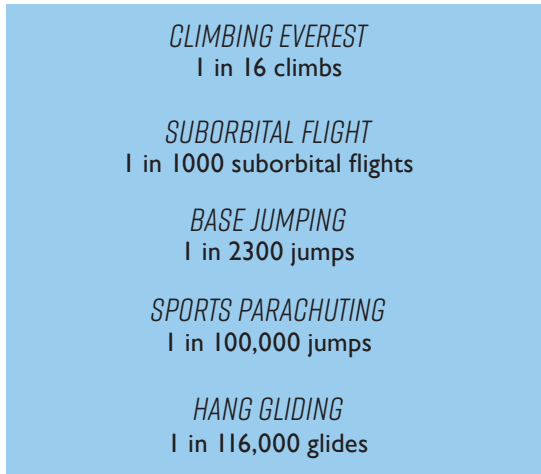 CLIMBING EVEREST
1 in 16 climbs
SUBORBITAL FLIGHT
1 in 1000 suborbital flights
BASE JUMPING
1 in 2300 jumps
SPORTS PARACHUTING
1 in 100,000 jumps
HANG GLIDING
1 in 116,000 glides